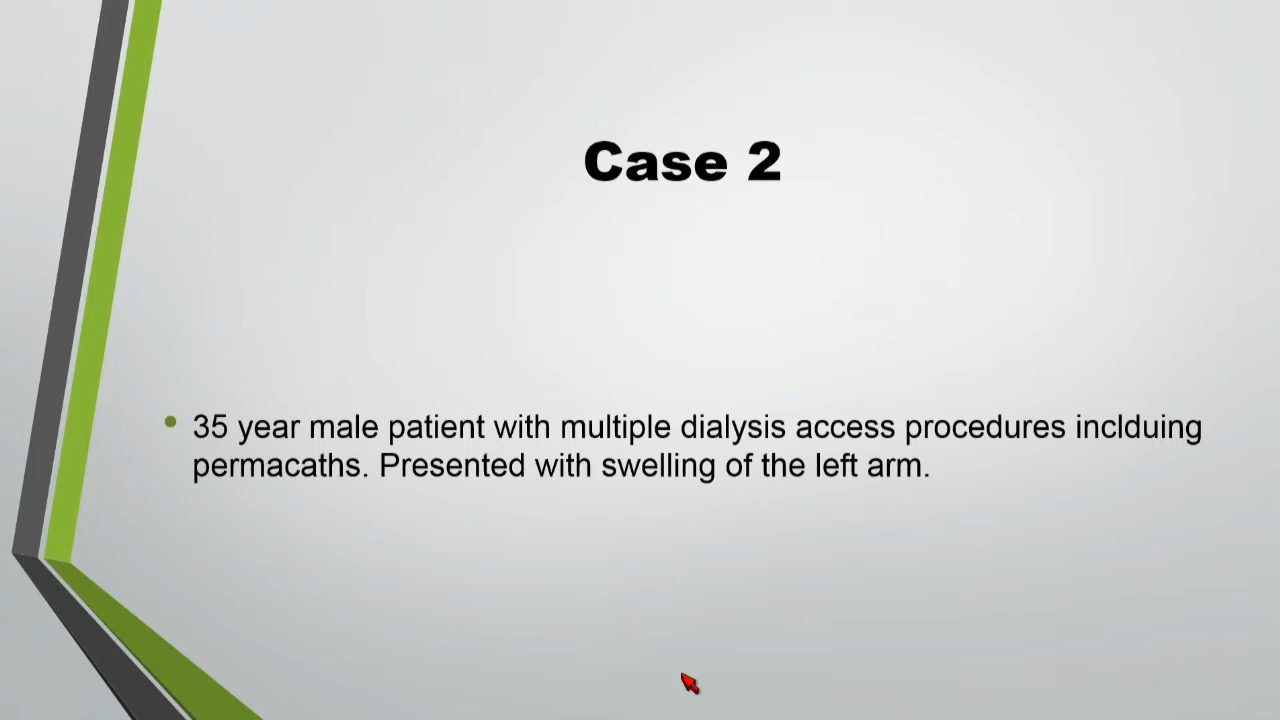 Case 2
• 35 year male patient with multiple dialysis access procedures inclduing
permacaths. Presented with swelling of the left arm.